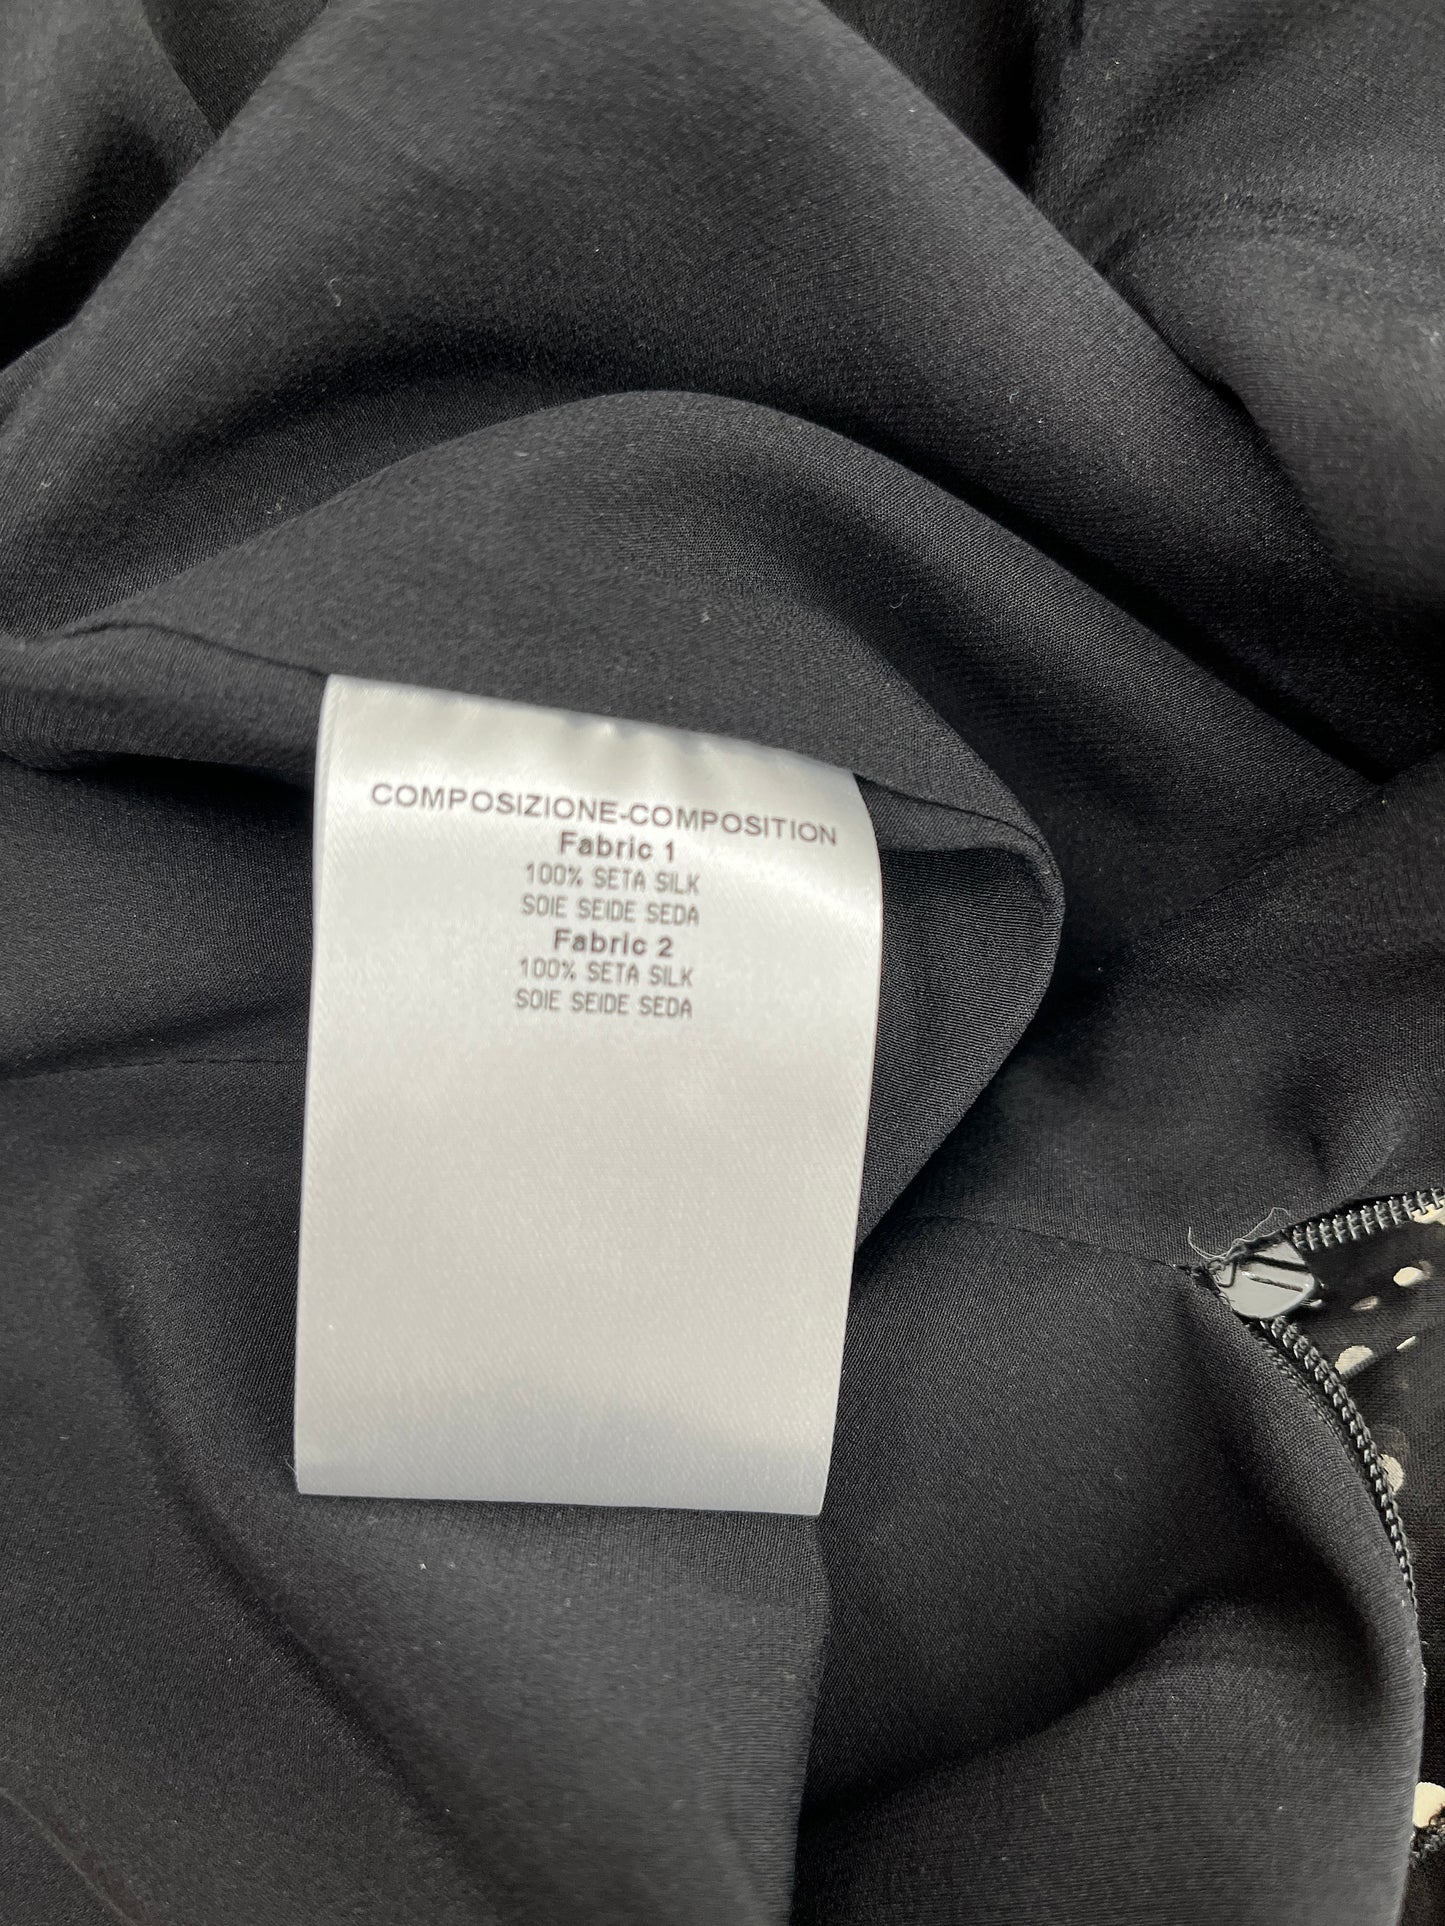 COMPOSIZIONE-COMPOSITION
Fabric 1
100% SETA SILK
SOIE SEIDE SEDA
Fabric 2
100% SETA SILK
SOIE SEIDE SEDA